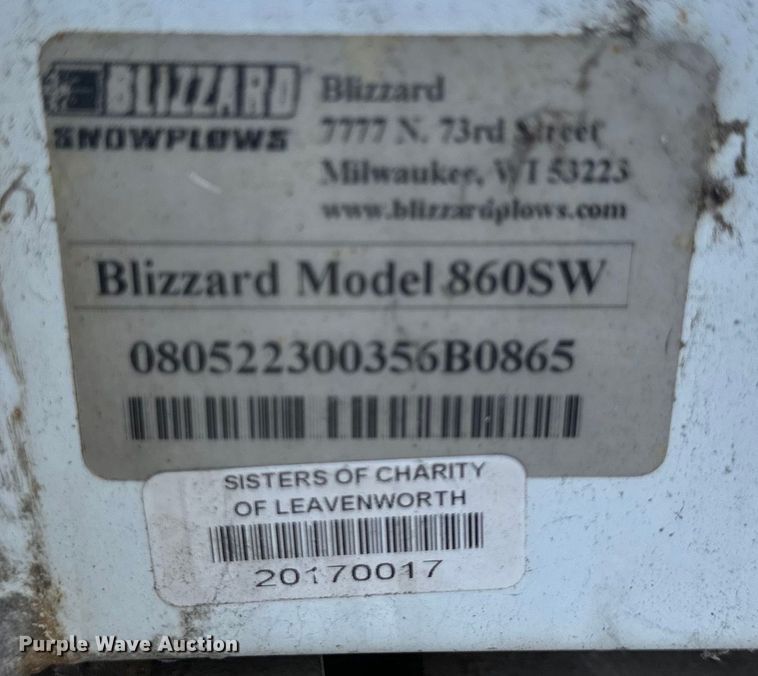 BLIZZARD
SNOWPLOWS
Blizzard
7777 N. 73rd Street
Milwaukee, WI 53223
www.blizzardplows.com
Blizzard Model 860SW
080522300356B0865
SISTERS OF CHARITY
OF LEAVENWORTH
20170017
Purple Wave Auction